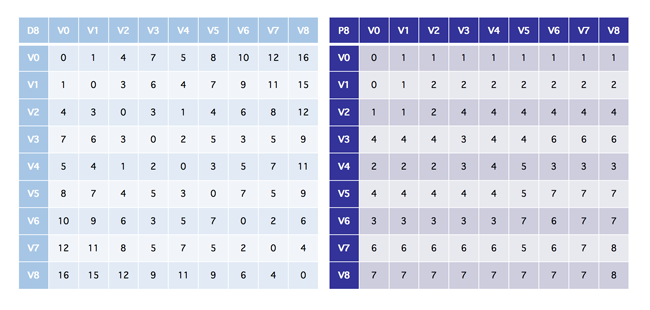 D8 V0 V1 V2 V3 V4 V5 V6 V7 V8 P8 V0 V1 V2 V3 V4 V5 V6 V7 V8
V0 0 1 4 7 5 8 10 12 16 V0 0 1 1 1 1 1 1 1 1
V1 1 0 3 6 4 7 9 11 15 V1 0 1 2 2 2 2 2 2 2
V2 4 3 0 3 1 4 6 8 12 V2 1 1 2 4 4 4 4 4 4
V3 7 6 3 0 2 5 3 5 9 V3 4 4 4 3 4 4 6 6 6
V4 5 4 1 2 0 3 5 7 11 V4 2 2 2 3 4 5 3 3 3
V5 8 7 4 5 3 0 7 5 9 V5 4 4 4 4 4 5 7 7 7
V6 10 9 6 3 5 7 0 2 6 V6 3 3 3 3 3 7 6 7 7
V7 12 11 8 5 7 5 2 0 4 V7 6 6 6 6 6 5 6 7 8
V8 16 15 12 9 11 9 6 4 0 V8 7 7 7 7 7 7 7 7 8